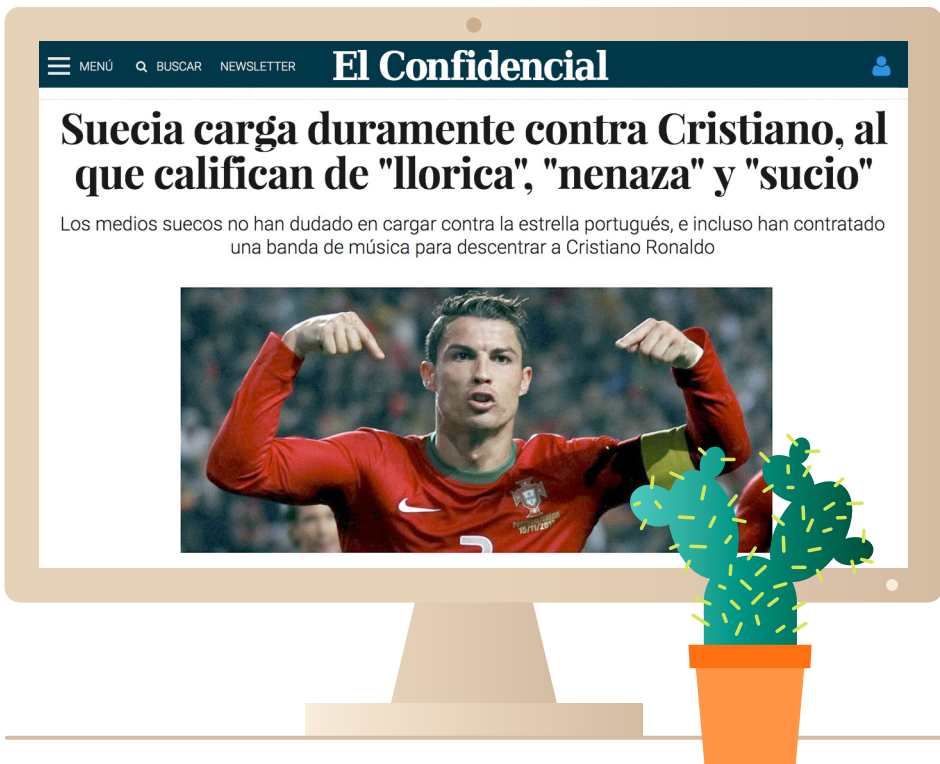 MENÚ BUSCAR NEWSLETTER El Confidencial
Suecia carga duramente contra Cristiano, al
que califican de "llorica", "nenaza" y "sucio"
Los medios suecos no han dudado en cargar contra la estrella portugués, e incluso han contratado
una banda de música para descentrar a Cristiano Ronaldo